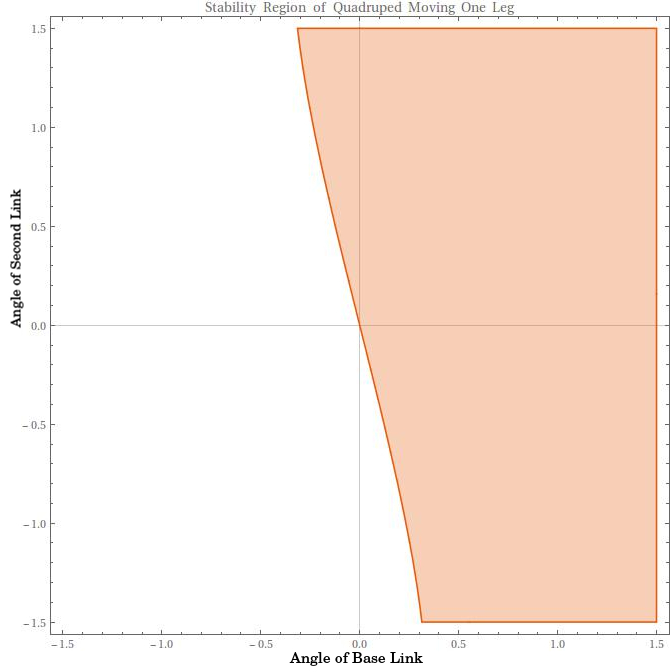 Stability Region of Quadruped Moving One Leg
1.5
1.0
0.5
0.0
-0.5
-1.0
-1.5
Angle of Second Link
-1.5 -1.0 -0.5 0.0 0.5 1.0 1.5
Angle of Base Link